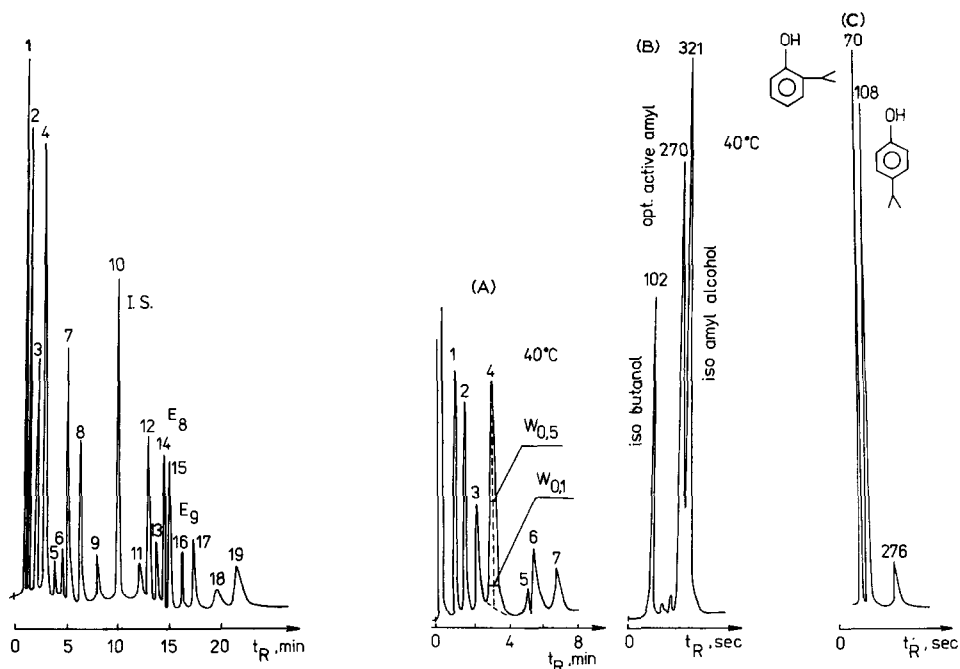 1
2
4
3
7
5
6
8
9
10
I.S.
11
12
13
E8
14
15
E9
16
17
18
19
0
5
10
15
20
tR ,min
(A)
40°C
1
2
3
4
W0,5
W0,1
5
6
7
0
4
8
tR ,min
(B)
321
40°C
270
102
iso butanol
opt. active amyl
iso amyl alcohol
0
tR ,sec
(C)
70
108
OH
OH
276
0
tR ,sec